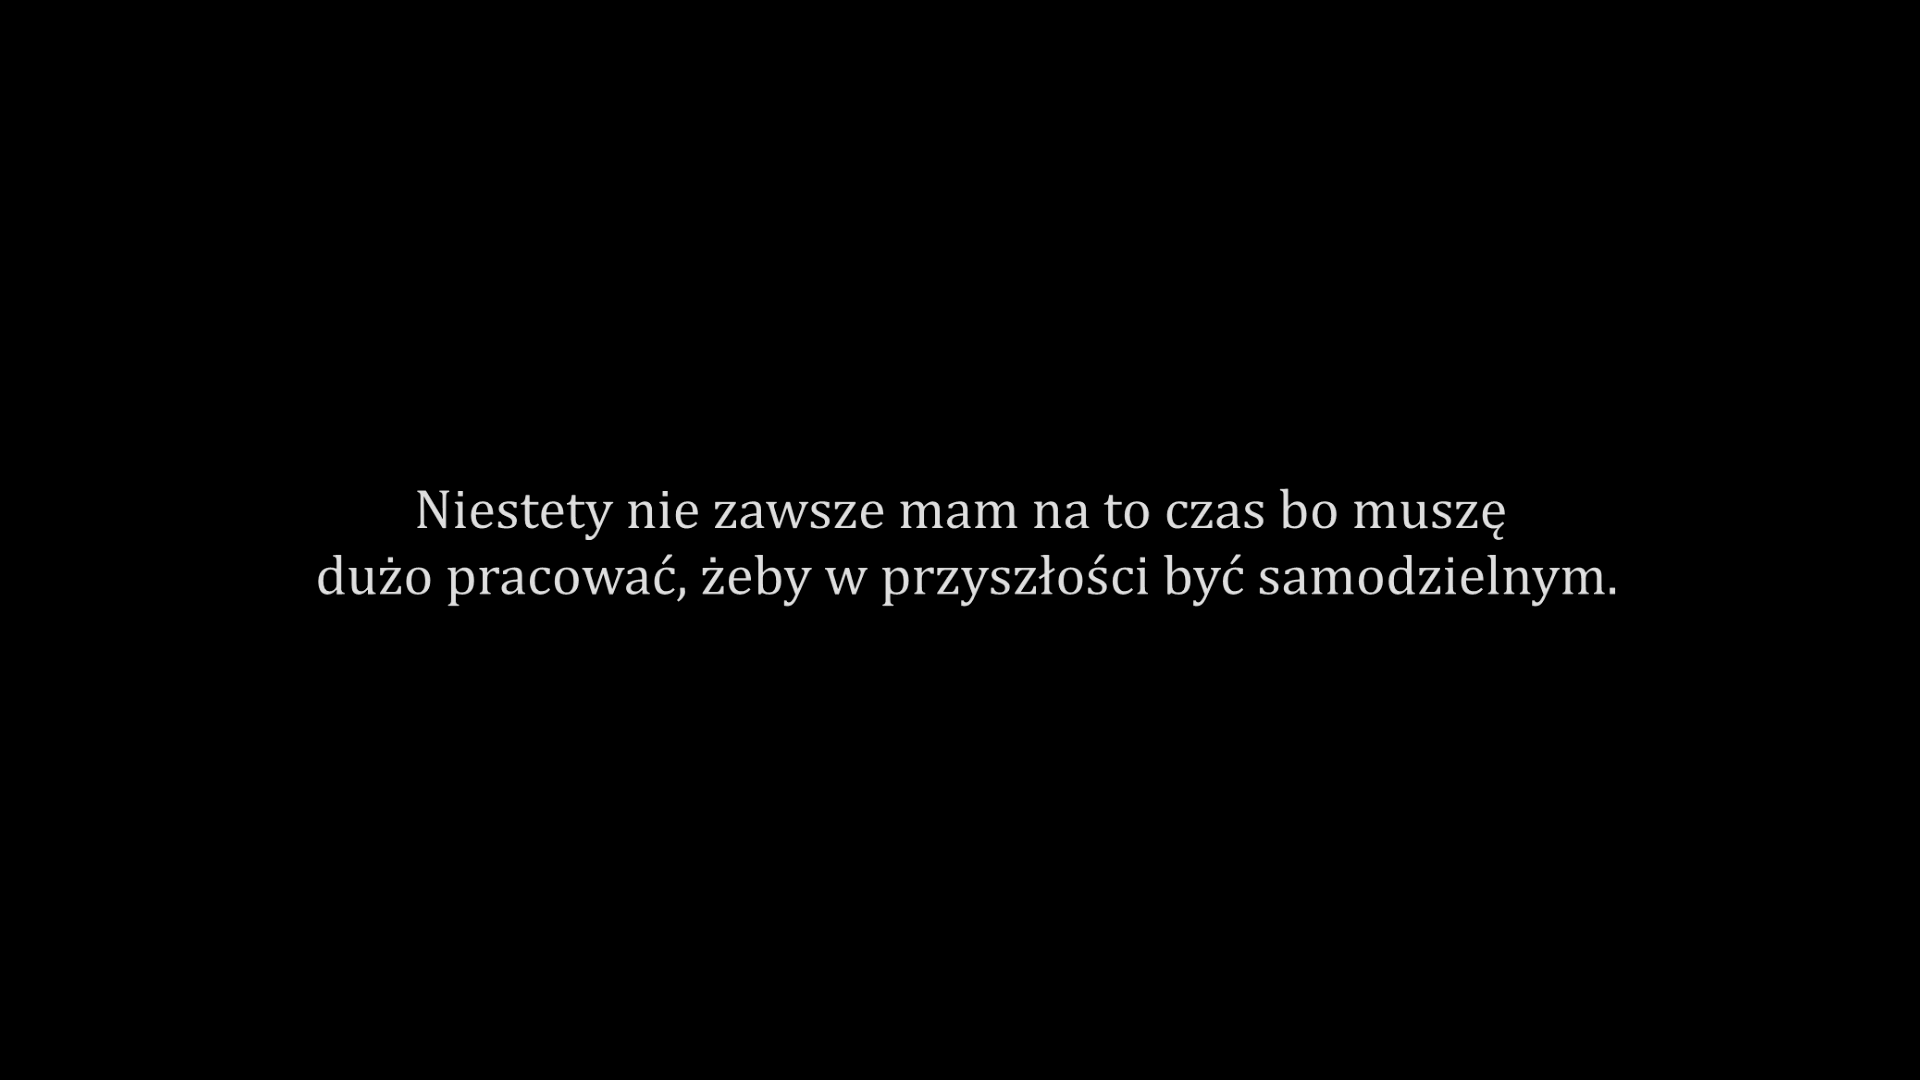 Niestety nie zawsze mam na to czas bo muszę
dużo pracować, żeby w przyszłości być samodzielnym.